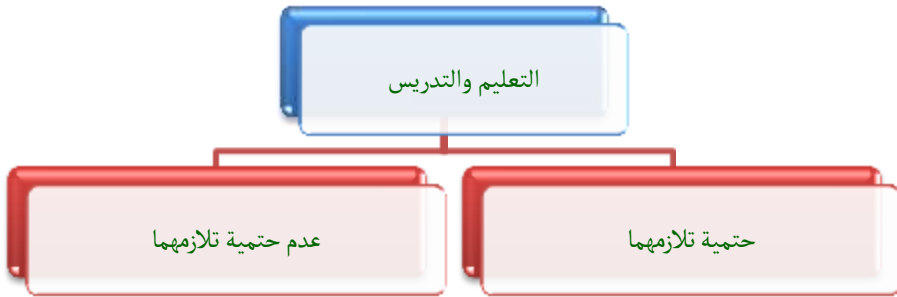 التعليم والتدريس
حتمية تلازمهما
عدم حتمية تلازمهما